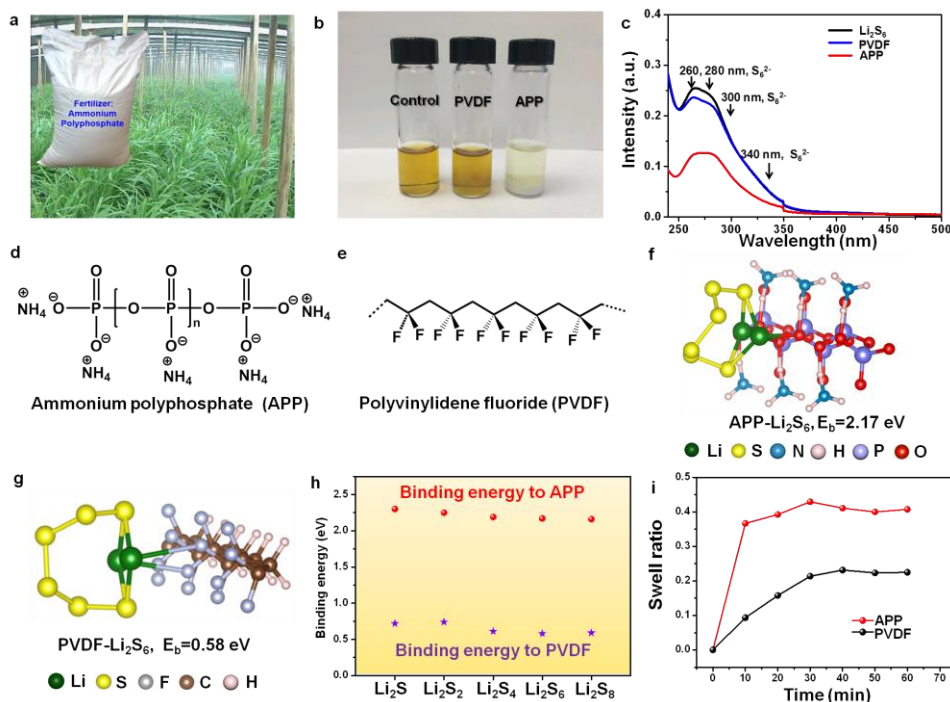 a
Fertilizer:
Ammonium
Polyphosphate
b
Control
PVDF
APP
c
Intensity (a.u.)
0.4
0.3
0.2
0.1
0.0
Li₂S₆
PVDF
APP
260, 280 nm, S₆²⁻
300 nm, S₆²⁻
340 nm, S₆²⁻
250 300 350 400 450 500
Wavelength (nm)
d
O O O
⊕ ⊖ ⊖ ⊕
NH₄ O P O P O P O NH₄
n
O⊖ O⊖ O⊖
⊕ ⊕ ⊕
NH₄ NH₄ NH₄
Ammonium polyphosphate (APP)
e
F F F F F F F F F F
Polyvinylidene fluoride (PVDF)
f
APP-Li₂S₆, E_b=2.17 eV
Li S N H P O
g
PVDF-Li₂S₆, E_b=0.58 eV
Li S F C H
h
Binding energy (eV)
2.5
2.0
1.5
1.0
0.5
0.0
Binding energy to APP
Binding energy to PVDF
Li₂S Li₂S₂ Li₂S₄ Li₂S₆ Li₂S₈
i
Swell ratio
0.5
0.4
0.3
0.2
0.1
0.0
APP
PVDF
0 10 20 30 40 50 60 70
Time (min)